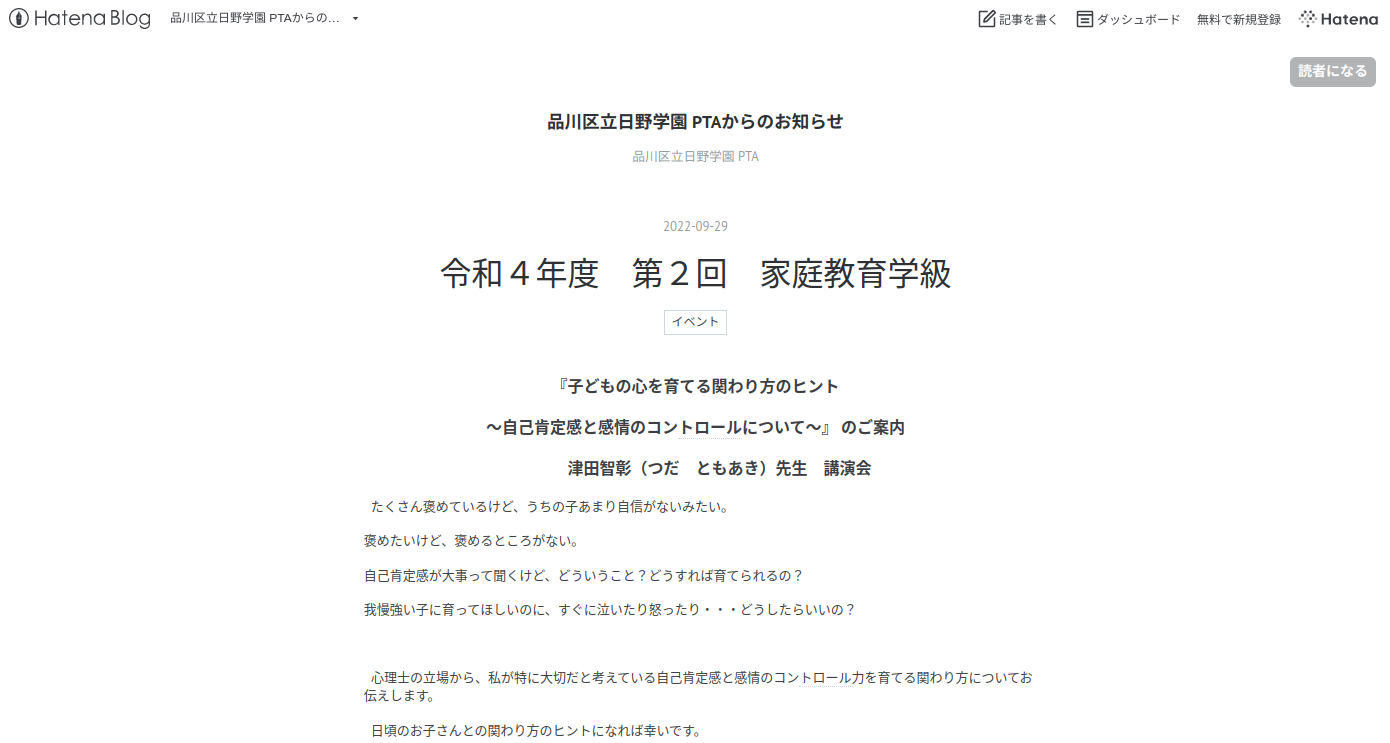 Hatena Blog 品川区立日野学園 PTAからの... 記事を書く ダッシュボード 無料で新規登録 Hatena
読者になる
品川区立日野学園 PTAからのお知らせ
品川区立日野学園 PTA
2022-09-29
令和４年度　第２回　家庭教育学級
イベント
『子どもの心を育てる関わり方のヒント
〜自己肯定感と感情のコントロールについて〜』 のご案内
津田智彰（つだ　ともあき）先生　講演会
たくさん褒めているけど、うちの子あまり自信がないみたい。
褒めたいけど、褒めるところがない。
自己肯定感が大事って聞くけど、どういうこと？どうすれば育てられるの？
我慢強い子に育ってほしいのに、すぐに泣いたり怒ったり・・・どうしたらいいの？
心理士の立場から、私が特に大切だと考えている自己肯定感と感情のコントロール力を育てる関わり方についてお
伝えします。
日頃のお子さんとの関わり方のヒントになれば幸いです。